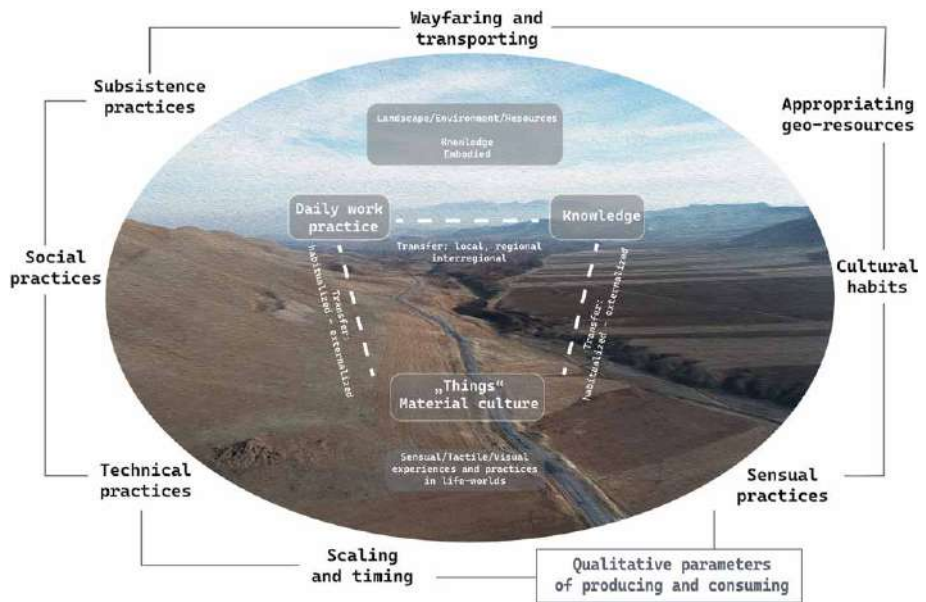 Wayfaring and
transporting
Subsistence
practices
Appropriating
geo-resources
Landscape/Environment/Resources
Knowledge
Embodied
Daily work
practice
Knowledge
Transfer: local, regional
interregional
Transfer:
habitualized - externalized
Transfer:
habitualized - externalized
Social
practices
Cultural
habits
„Things“
Material culture
Sensual/Tactile/Visual
experiences and practices
in life-worlds
Technical
practices
Sensual
practices
Scaling
and timing
Qualitative parameters
of producing and consuming